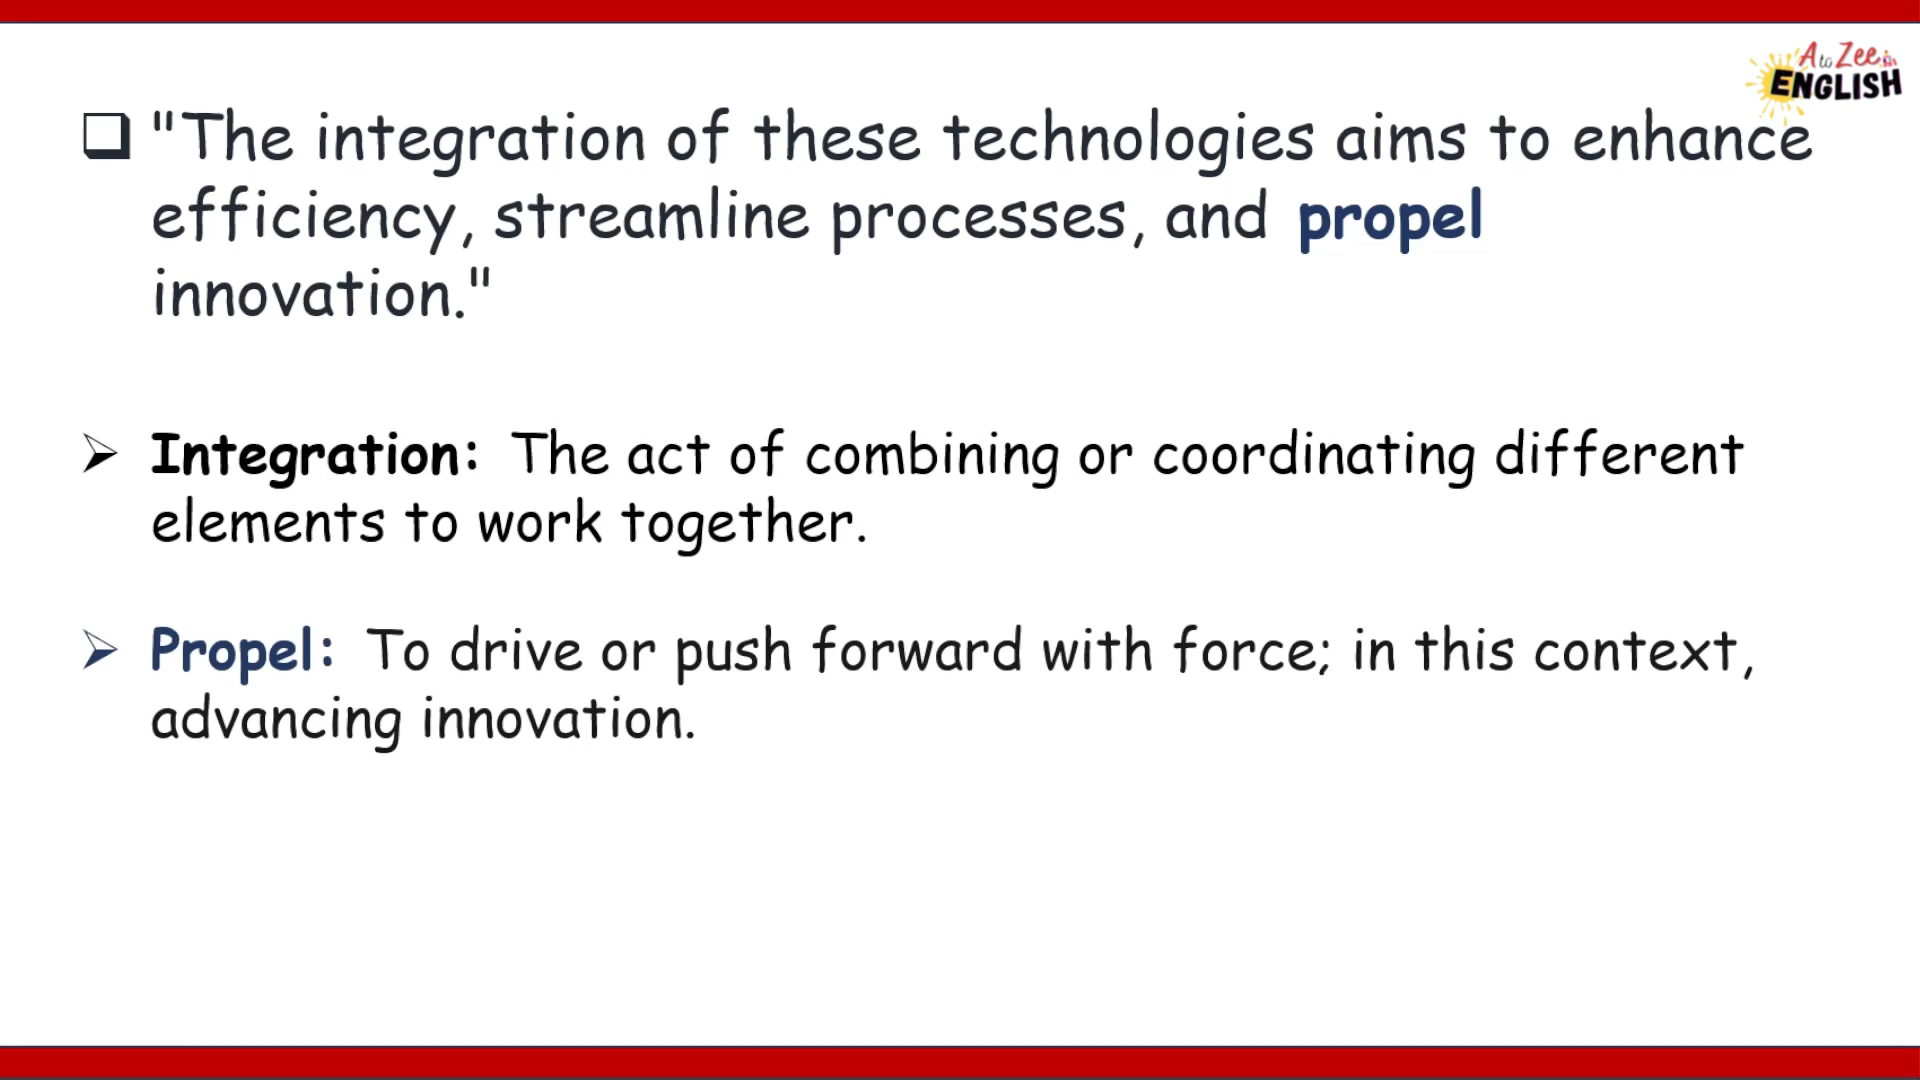 A to Zee in
ENGLISH
"The integration of these technologies aims to enhance
efficiency, streamline processes, and propel
innovation."
Integration: The act of combining or coordinating different
elements to work together.
Propel: To drive or push forward with force; in this context,
advancing innovation.